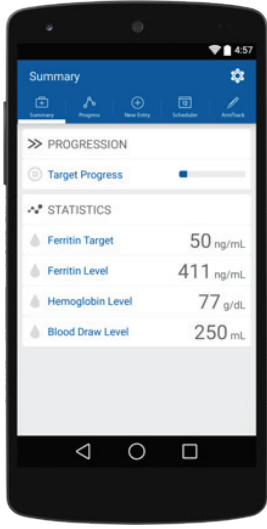 4:57
Summary
Summary Progress New Entry Scheduler ArmTrack
PROGRESSION
Target Progress
STATISTICS
Ferritin Target 50 ng/mL
Ferritin Level 411 ng/mL
Hemoglobin Level 77 g/dL
Blood Draw Level 250 mL